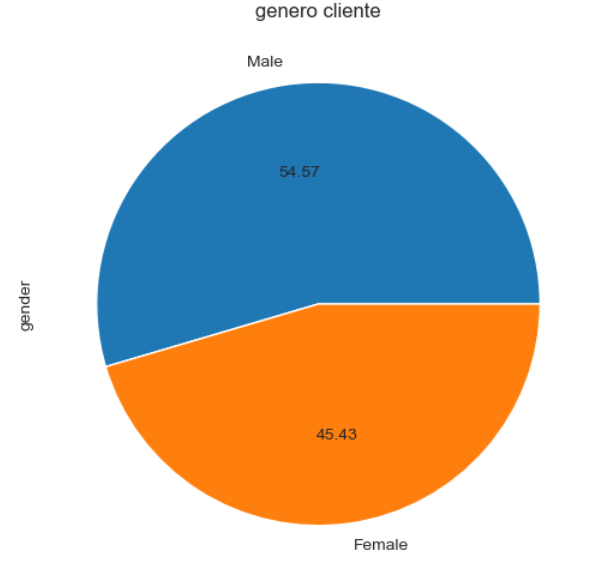 genero cliente
Male
54.57
gender
45.43
Female